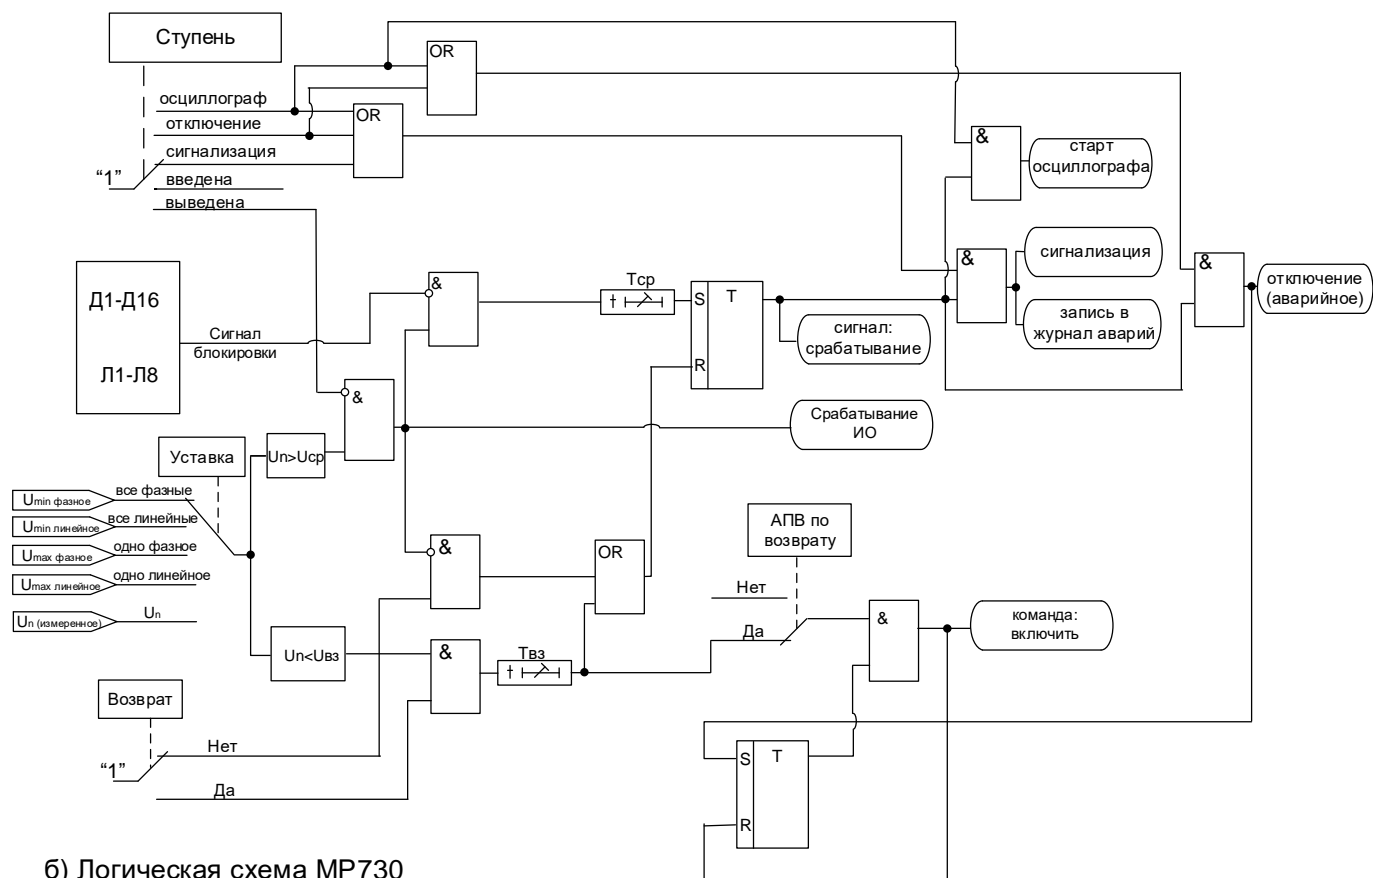 Ступень
осциллограф
отключение
сигнализация
“1”
введена
выведена
OR
OR
&
старт
осциллографа
&
сигнализация
запись в
журнал аварий
&
отключение
(аварийное)
Д1-Д16
Л1-Л8
Сигнал
блокировки
&
Tср
S
T
R
сигнал:
срабатывание
&
Срабатывание
ИО
Уставка
Un>Uср
Umin фазное
все фазные
Umin линейное
все линейные
Umax фазное
одно фазное
Umax линейное
одно линейное
Un (измеренное)
Un
Un<Uвз
&
OR
&
Tвз
АПВ по
возврату
Нет
Да
&
команда:
включить
Возврат
“1”
Нет
Да
S
T
R
б) Логическая схема МР730